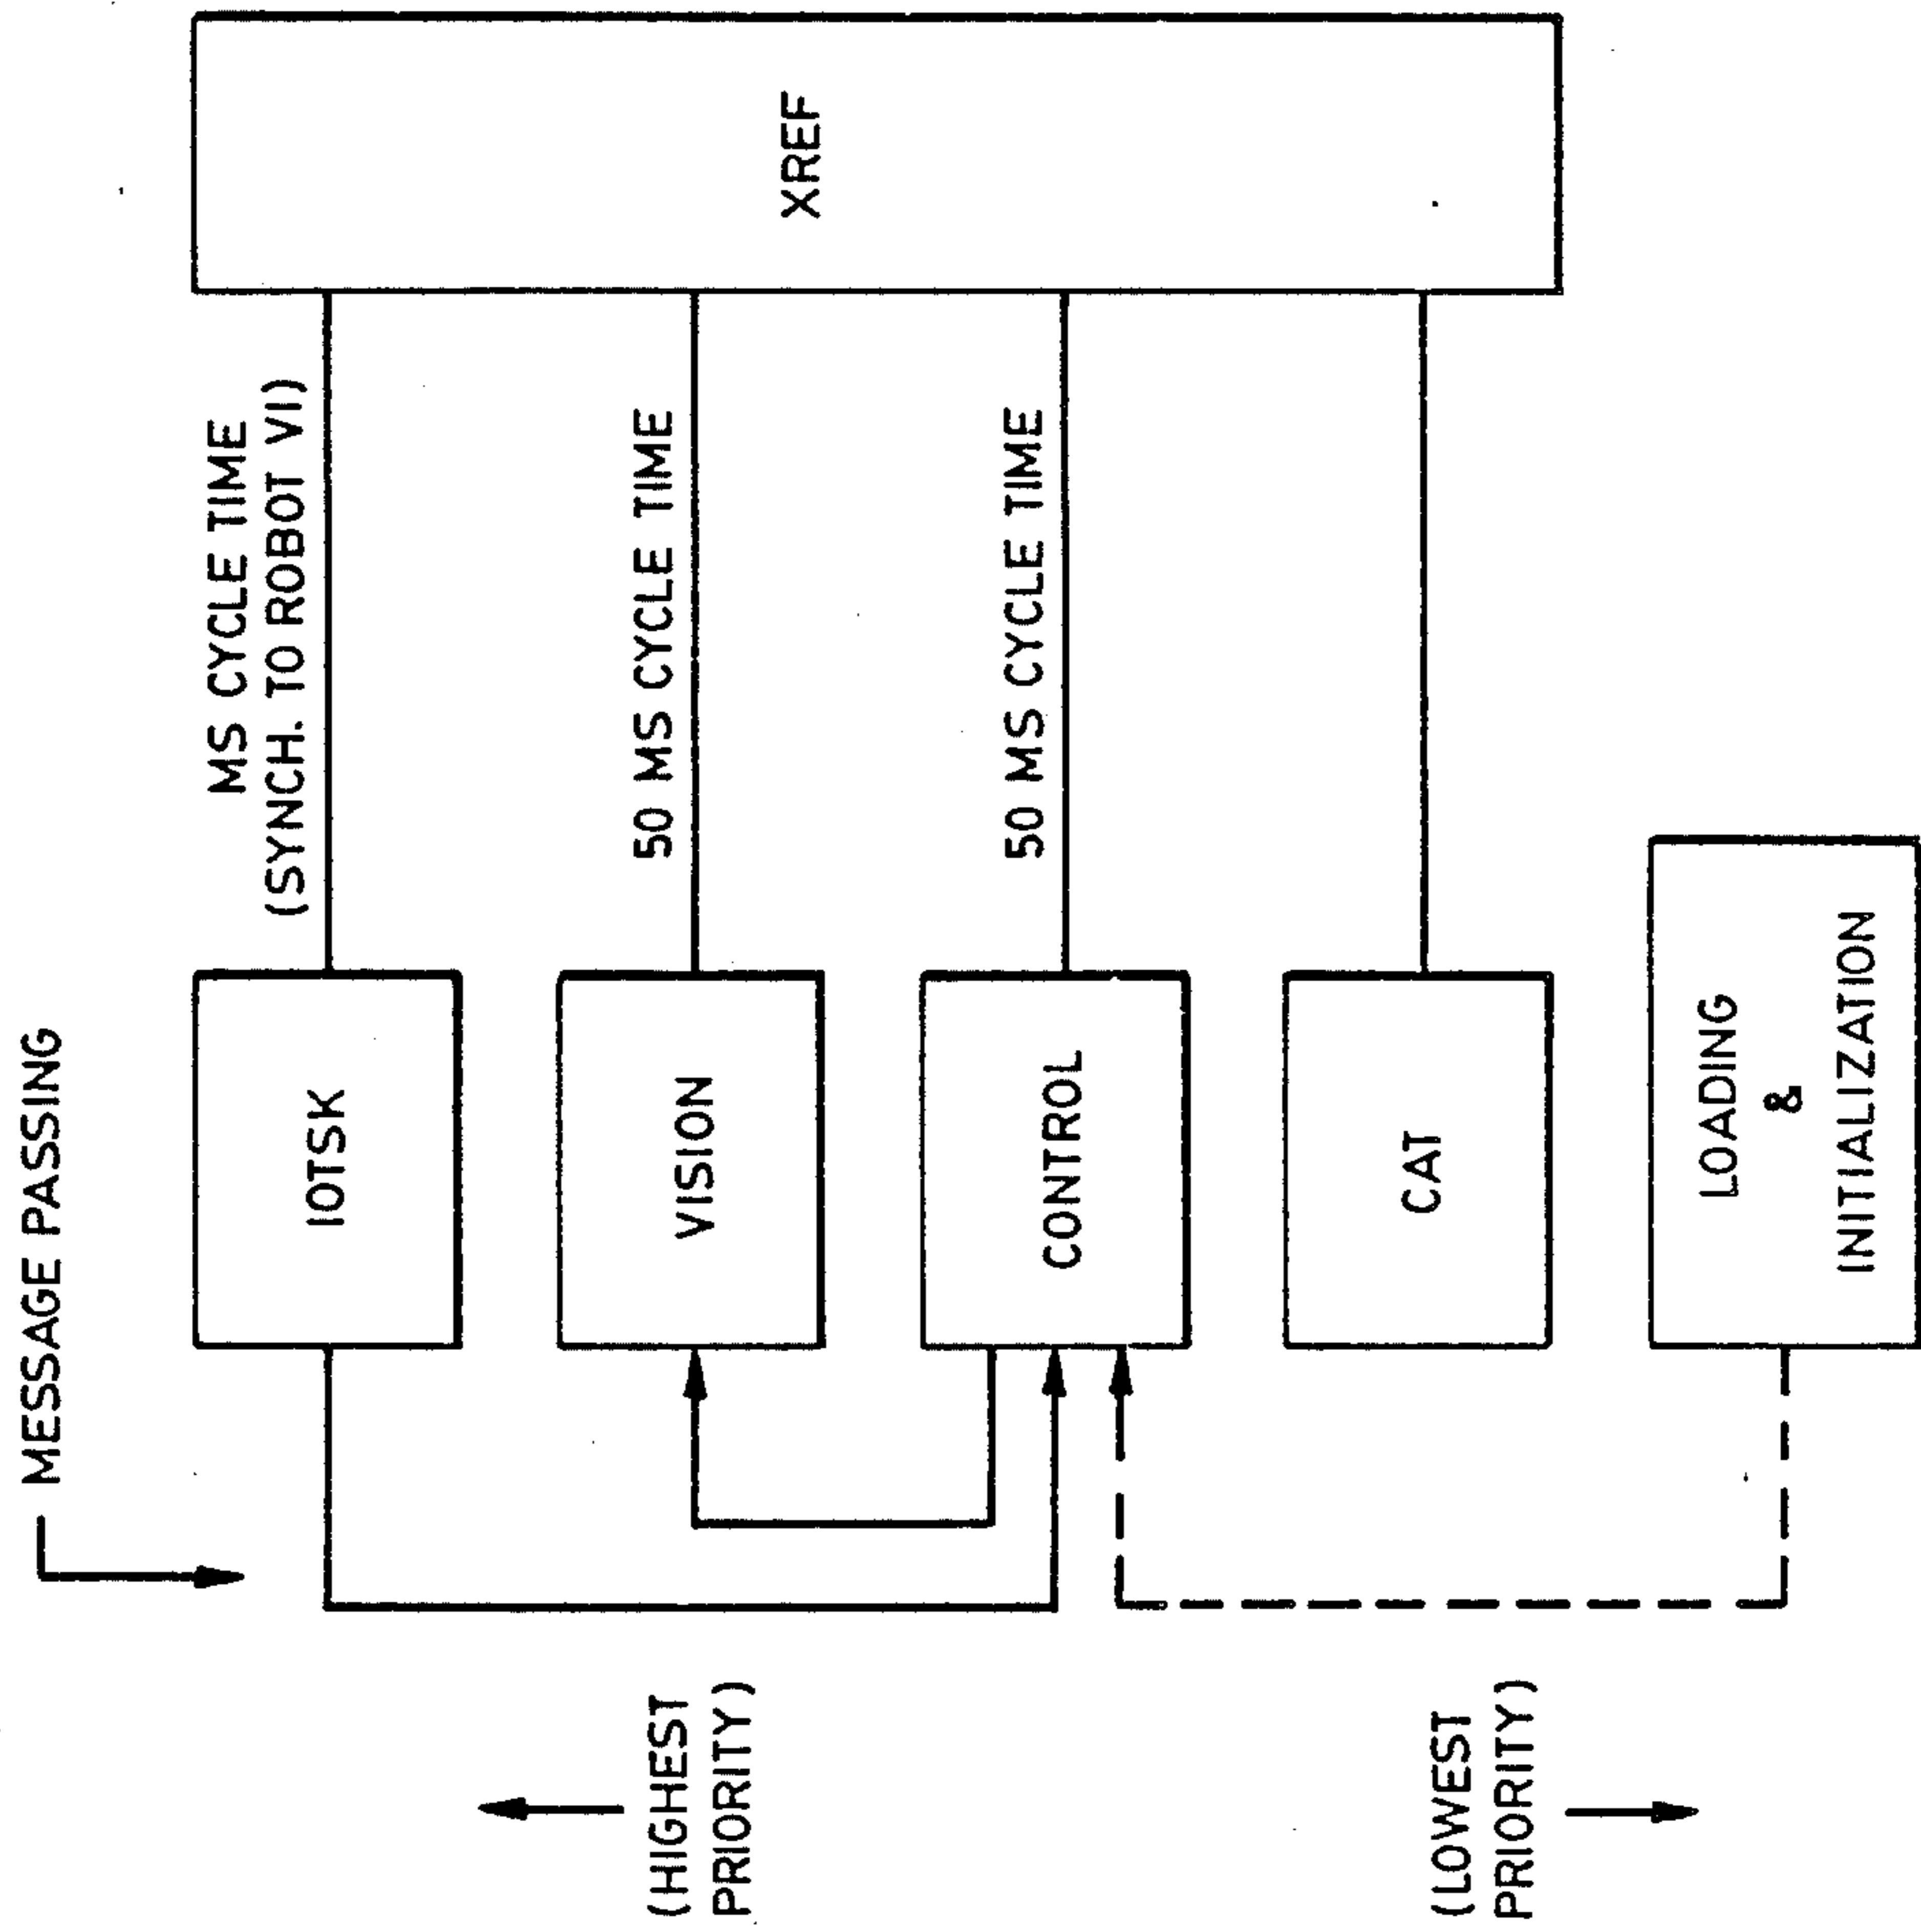 MESSAGE PASSING
(HIGHEST
PRIORITY)
(LOWEST
PRIORITY)
IOTSK
VISION
CONTROL
CAT
LOADING
&
INITIALIZATION
MS CYCLE TIME
(SYNCH. TO ROBOT VI)
50 MS CYCLE TIME
50 MS CYCLE TIME
XREF